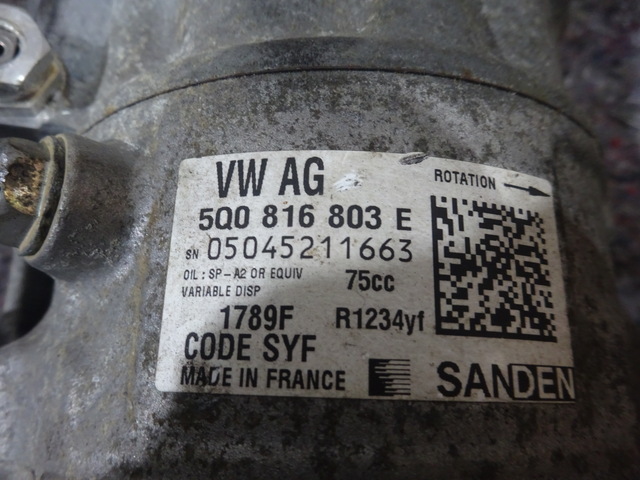 VW AG
ROTATION
5Q0 816 803 E
SN 05045211663
OIL : SP-A2 OR EQUIV 75cc
VARIABLE DISP
1789F R1234yf
CODE SYF
MADE IN FRANCE SANDEN